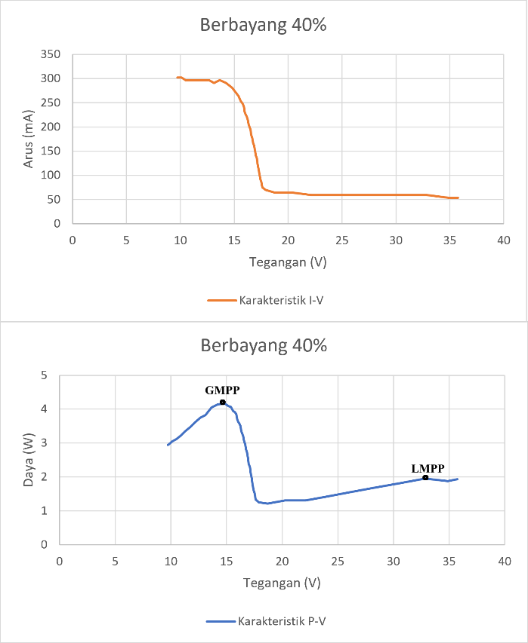 Berbayang 40%
350
300
250
200
150
100
50
0
Arus (mA)
0 5 10 15 20 25 30 35 40
Tegangan (V)
Karakteristik I-V
Berbayang 40%
5
4
3
2
1
0
Daya (W)
GMPP
LMPP
0 5 10 15 20 25 30 35 40
Tegangan (V)
Karakteristik P-V